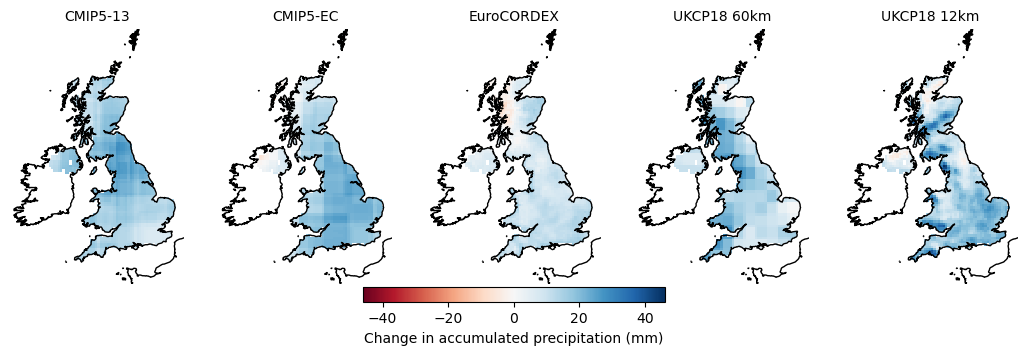 CMIP5-13 CMIP5-EC EuroCORDEX UKCP18 60km UKCP18 12km
−40 −20 0 20 40
Change in accumulated precipitation (mm)